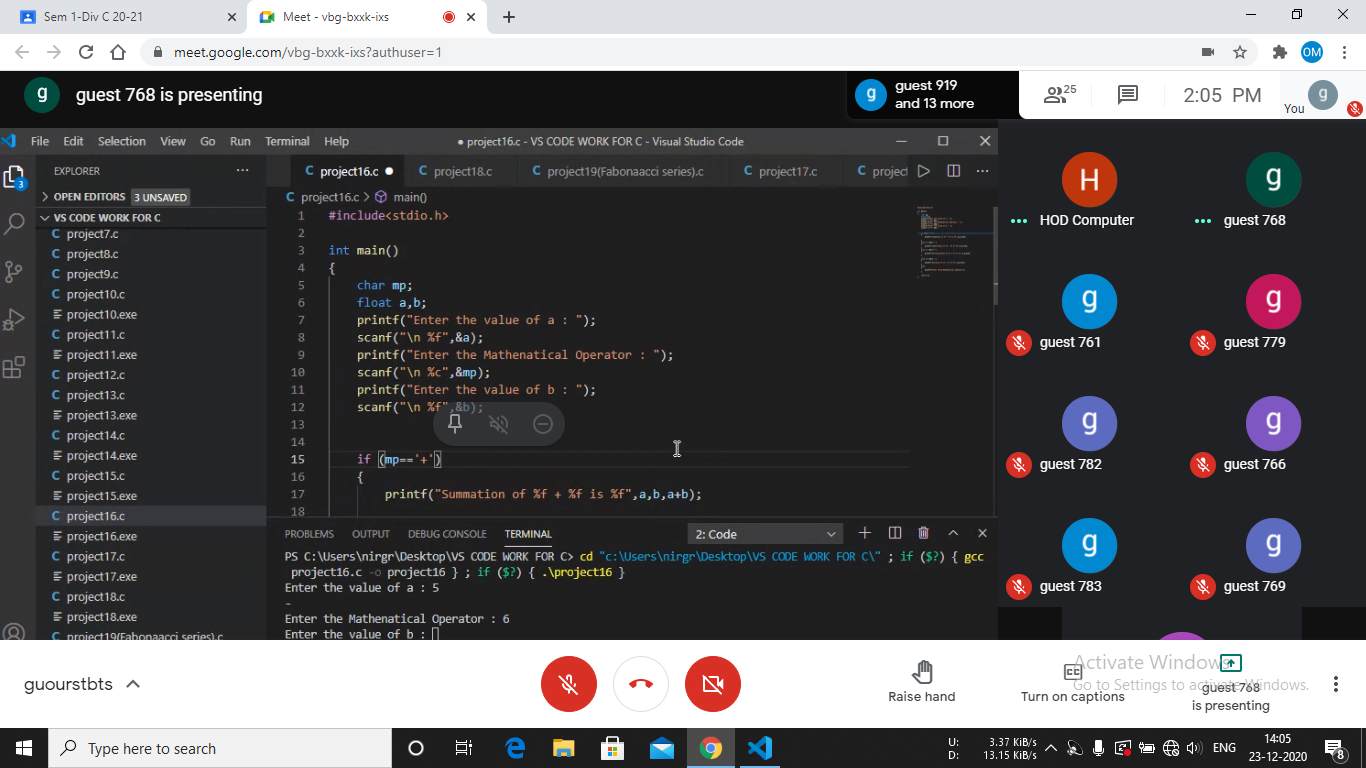 Sem 1-Div C 20-21
Meet - vbg-bxxk-ixs
meet.google.com/vbg-bxxk-ixs?authuser=1
OM
g
guest 768 is presenting
g
guest 919
and 13 more
25
2:05 PM
You
g
File Edit Selection View Go Run Terminal Help
● project16.c - VS CODE WORK FOR C - Visual Studio Code
EXPLORER
3
OPEN EDITORS 3 UNSAVED
VS CODE WORK FOR C
C project7.c
C project8.c
C project9.c
C project10.c
project10.exe
C project11.c
project11.exe
C project12.c
C project13.c
project13.exe
C project14.c
project14.exe
C project15.c
project15.exe
C project16.c
project16.exe
C project17.c
project17.exe
C project18.c
project18.exe
C project19(Fabonaacci series).c
C project16.c ●
C project18.c
C project19(Fabonaacci series).c
C project17.c
C project
C project16.c > main()
1 #include<stdio.h>
2
3 int main()
4 {
5 char mp;
6 float a,b;
7 printf("Enter the value of a : ");
8 scanf("\n %f",&a);
9 printf("Enter the Mathenatical Operator : ");
10 scanf("\n %c",&mp);
11 printf("Enter the value of b : ");
12 scanf("\n %f",&b);
13
14
15 if (mp=='+')
16 {
17 printf("Summation of %f + %f is %f",a,b,a+b);
18
PROBLEMS OUTPUT DEBUG CONSOLE TERMINAL
2: Code
PS C:\Users\nirgr\Desktop\VS CODE WORK FOR C> cd "c:\Users\nirgr\Desktop\VS CODE WORK FOR C\" ; if ($?) { gcc
project16.c -o project16 } ; if ($?) { .\project16 }
Enter the value of a : 5
-
Enter the Mathenatical Operator : 6
Enter the value of b :
H
HOD Computer
g
guest 768
g
guest 761
g
guest 779
g
guest 782
g
guest 766
g
guest 783
g
guest 769
guourstbts
Raise hand
Turn on captions
guest 768
is presenting
Activate Windows
Go to Settings to activate Windows.
Type here to search
U: 3.37 KiB/s
D: 13.15 KiB/s
ENG
14:05
23-12-2020
8